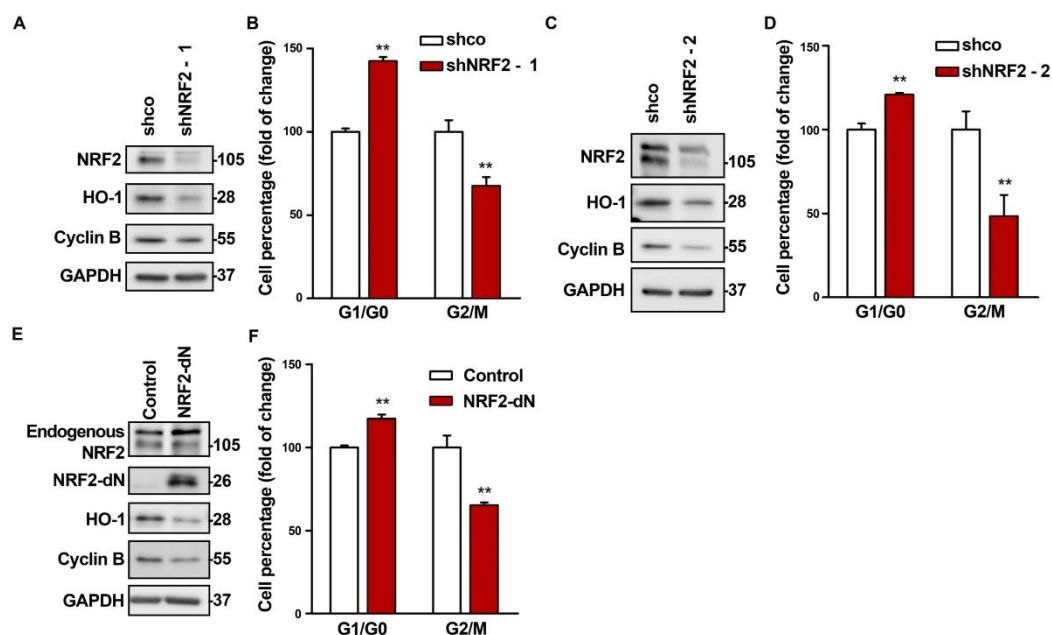 A
shco
shNRF2 - 1
NRF2
105
HO-1
28
Cyclin B
55
GAPDH
37
B
Cell percentage (fold of change)
150
100
50
0
**
**
G1/G0
G2/M
shco
shNRF2 - 1
C
shco
shNRF2 - 2
NRF2
105
HO-1
28
Cyclin B
55
GAPDH
37
D
Cell percentage (fold of change)
150
100
50
0
**
**
G1/G0
G2/M
shco
shNRF2 - 2
E
Control
NRF2-dN
Endogenous
NRF2
105
NRF2-dN
26
HO-1
28
Cyclin B
55
GAPDH
37
F
Cell percentage (fold of change)
150
100
50
0
**
**
G1/G0
G2/M
Control
NRF2-dN